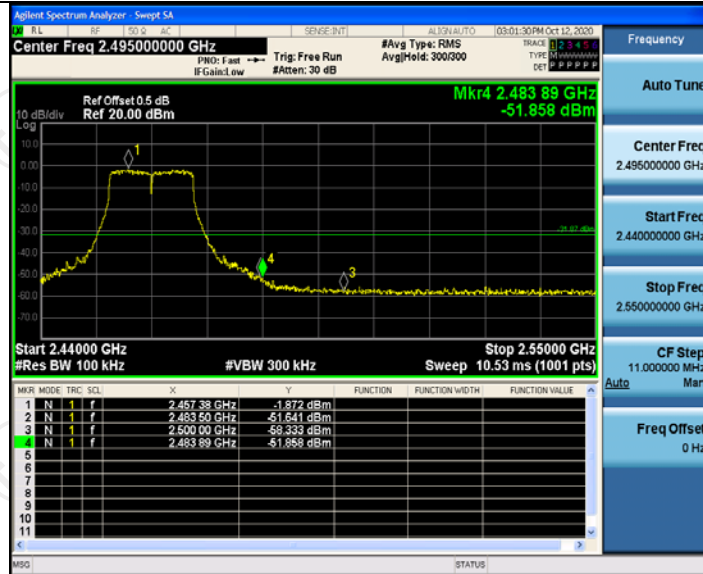 Agilent Spectrum Analyzer - Swept SA
RL RF 50 Ω AC SENSE:INT ALIGN AUTO 03:01:30 PM Oct 12, 2020
Center Freq 2.495000000 GHz #Avg Type: RMS TRACE 1 2 3 4 5 6
PNO: Fast Trig: Free Run Avg|Hold: 300/300 TYPE M
IFGain:Low #Atten: 30 dB DET P P P P P P
Frequency
Auto Tune
Center Freq
2.495000000 GHz
Start Freq
2.440000000 GHz
Stop Freq
2.550000000 GHz
CF Step
11.000000 MHz
Auto Man
Freq Offset
0 Hz
Mkr4 2.483 89 GHz
-51.858 dBm
Ref Offset 0.5 dB
10 dB/div Ref 20.00 dBm
Log
10.0
0.00
-10.0
-20.0
-30.0
-40.0
-50.0
-60.0
-70.0
1
4
3
-31.87 dBm
Start 2.44000 GHz Stop 2.55000 GHz
#Res BW 100 kHz #VBW 300 kHz Sweep 10.53 ms (1001 pts)
MKR MODE TRC SCL X Y FUNCTION FUNCTION WIDTH FUNCTION VALUE
1 N 1 f 2.457 38 GHz -1.872 dBm
2 N 1 f 2.483 50 GHz -51.541 dBm
3 N 1 f 2.500 00 GHz -58.333 dBm
4 N 1 f 2.483 89 GHz -51.858 dBm
5
6
7
8
9
10
11
MSG STATUS